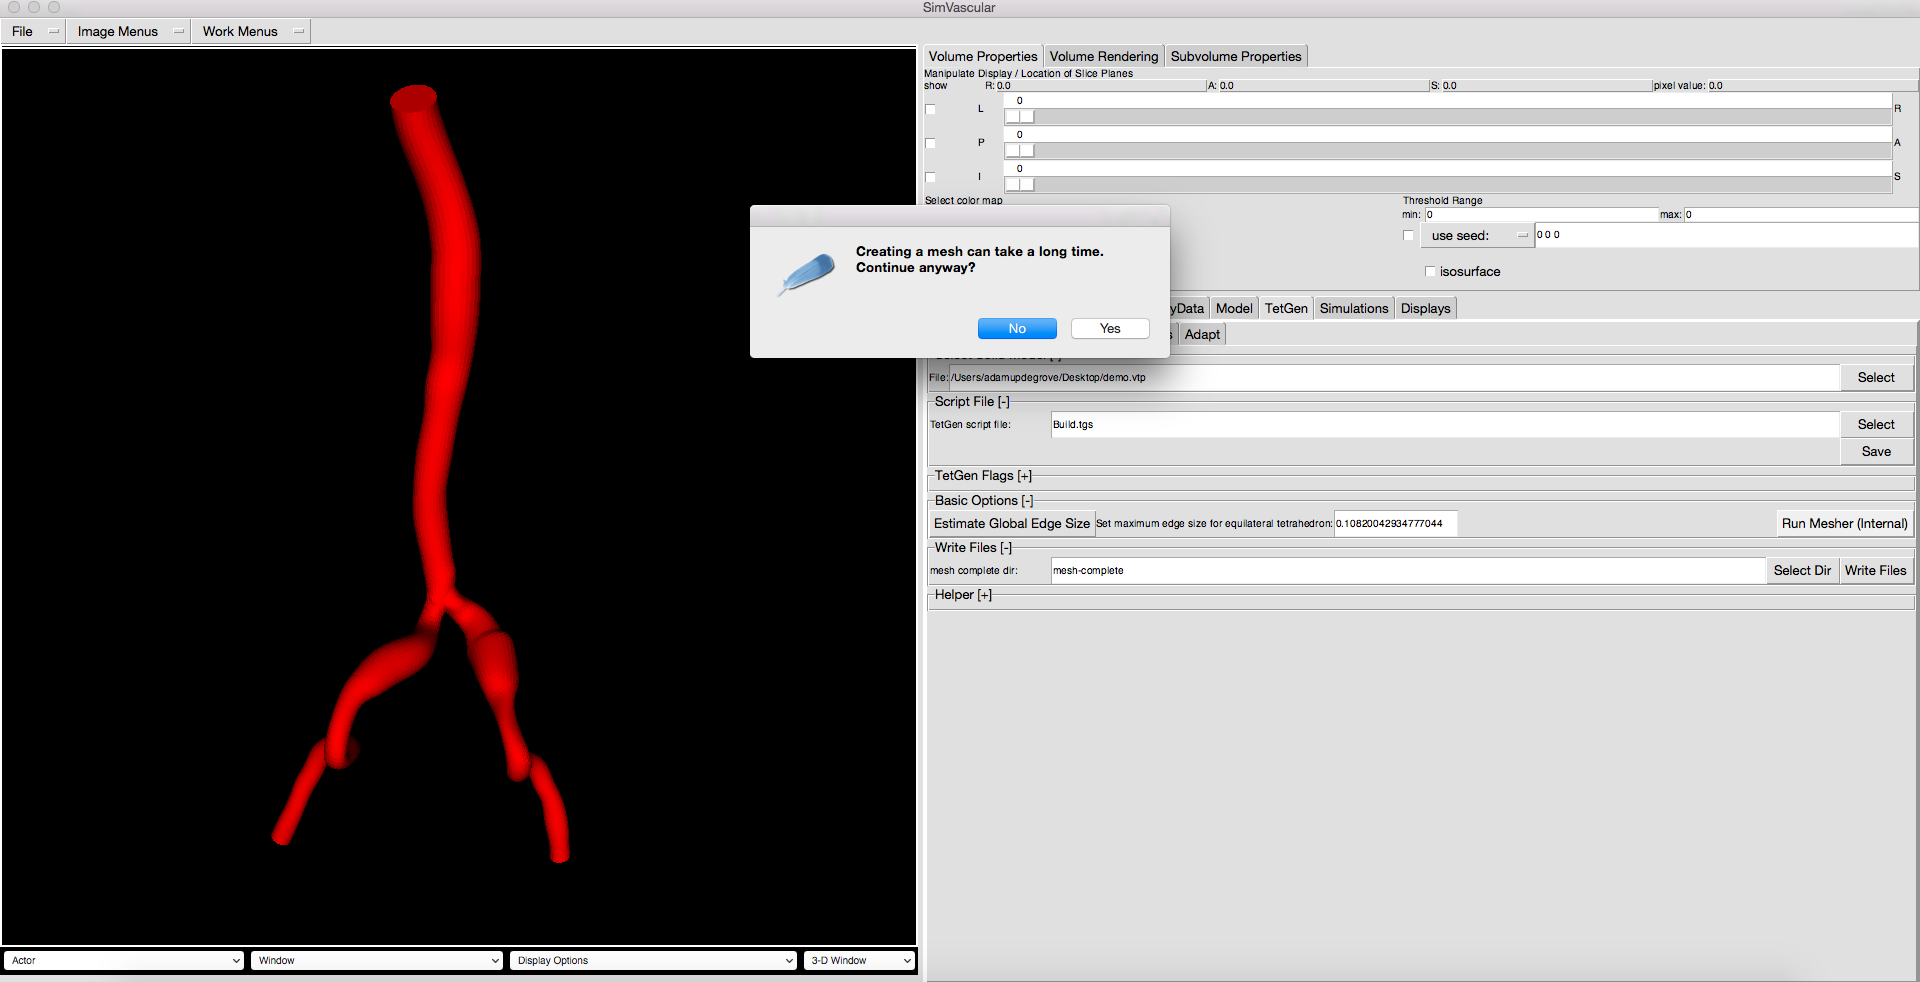 SimVascular
File
Image Menus
Work Menus
Volume Properties
Volume Rendering
Subvolume Properties
Manipulate Display / Location of Slice Planes
show
R: 0.0
A: 0.0
S: 0.0
pixel value: 0.0
0
L
R
0
P
A
0
I
S
Select color map
Threshold Range
min: 0
max: 0
use seed:
0 0 0
isosurface
Creating a mesh can take a long time.
Continue anyway?
No
Yes
yData
Model
TetGen
Simulations
Displays
s
Adapt
File: /Users/adamupdegrove/Desktop/demo.vtp
Select
Script File [-]
TetGen script file:
Build.tgs
Select
Save
TetGen Flags [+]
Basic Options [-]
Estimate Global Edge Size
Set maximum edge size for equilateral tetrahedron:
0.10820042934777044
Run Mesher (Internal)
Write Files [-]
mesh complete dir:
mesh-complete
Select Dir
Write Files
Helper [+]
Actor
Window
Display Options
3-D Window